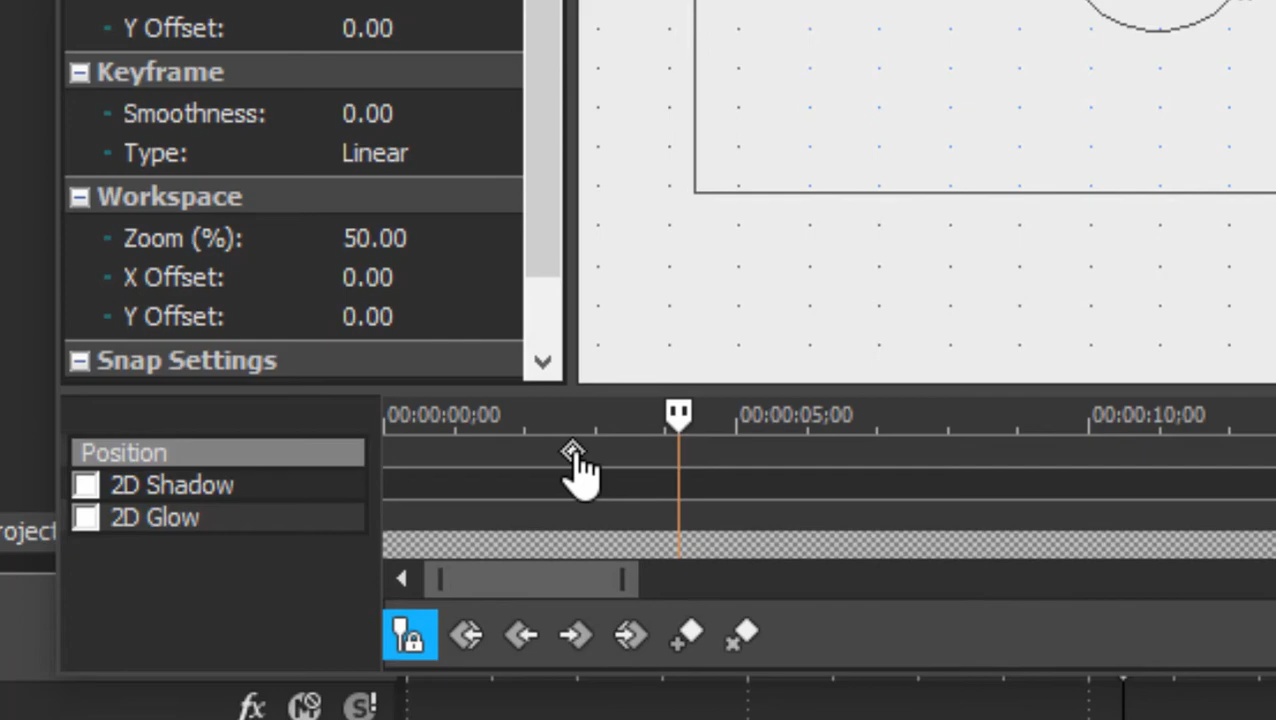 Y Offset: 0.00
Keyframe
Smoothness: 0.00
Type: Linear
Workspace
Zoom (%): 50.00
X Offset: 0.00
Y Offset: 0.00
Snap Settings
00:00:00;00 00:00:05;00 00:00:10;00
Position
2D Shadow
2D Glow
roject
fx M S!